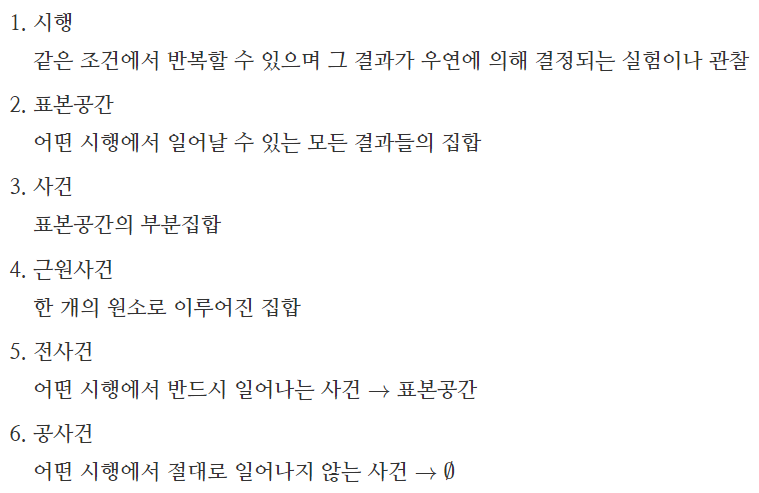 1. 시행
같은 조건에서 반복할 수 있으며 그 결과가 우연에 의해 결정되는 실험이나 관찰
2. 표본공간
어떤 시행에서 일어날 수 있는 모든 결과들의 집합
3. 사건
표본공간의 부분집합
4. 근원사건
한 개의 원소로 이루어진 집합
5. 전사건
어떤 시행에서 반드시 일어나는 사건 → 표본공간
6. 공사건
어떤 시행에서 절대로 일어나지 않는 사건 → ∅